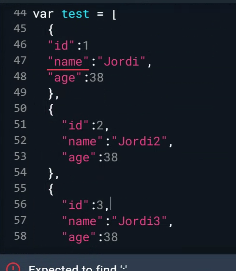 44 var test = [
45 {
46 "id":1
47 "name":"Jordi",
48 "age":38
49 },
50 {
51 "id":2,
52 "name":"Jordi2",
53 "age":38
54 },
55 {
56 "id":3,
57 "name":"Jordi3",
58 "age":38
Expected to find ','